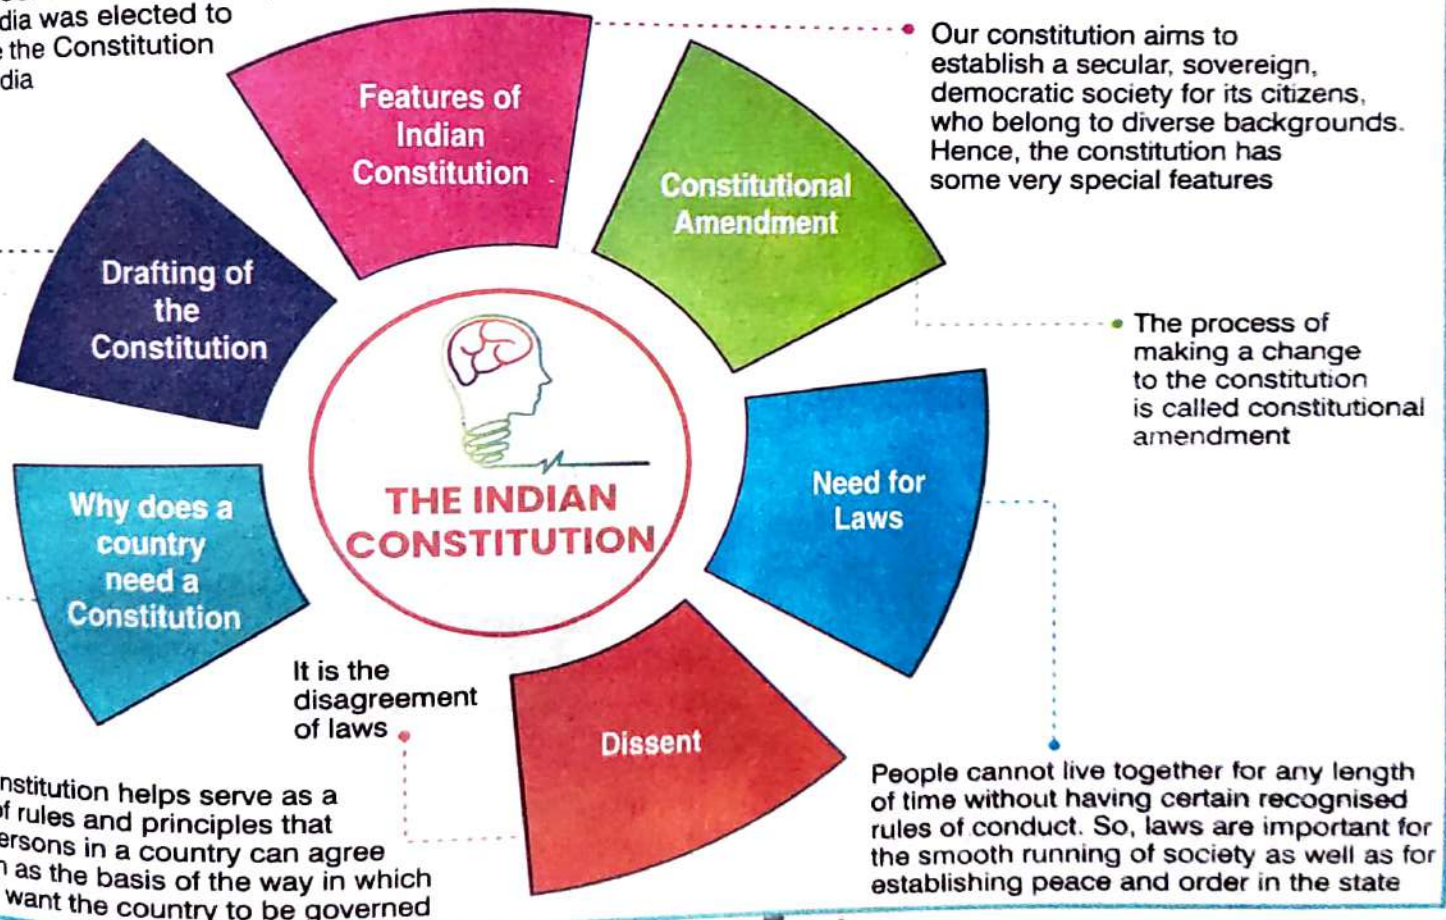 dia was elected to
the Constitution
dia
Features of
Indian
Constitution
Our constitution aims to
establish a secular, sovereign,
democratic society for its citizens,
who belong to diverse backgrounds.
Hence, the constitution has
some very special features
Constitutional
Amendment
The process of
making a change
to the constitution
is called constitutional
amendment
Drafting of
the
Constitution
THE INDIAN
CONSTITUTION
Need for
Laws
Why does a
country
need a
Constitution
It is the
disagreement
of laws
Dissent
People cannot live together for any length
of time without having certain recognised
rules of conduct. So, laws are important for
the smooth running of society as well as for
establishing peace and order in the state
nstitution helps serve as a
f rules and principles that
ersons in a country can agree
as the basis of the way in which
want the country to be governed